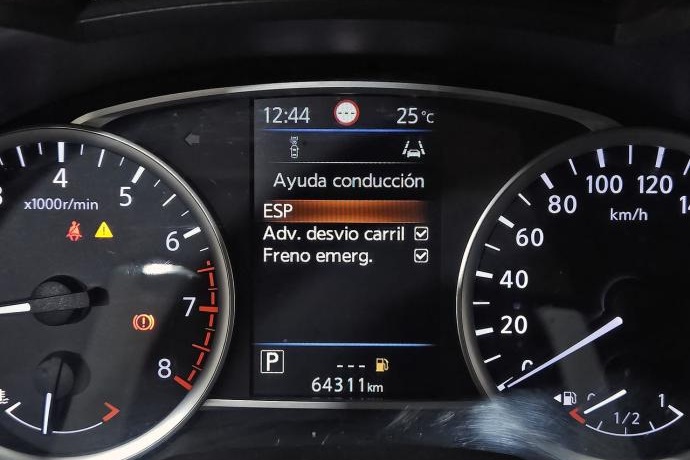 12:44 25°C
Ayuda conducción
ESP
Adv. desvio carril
Freno emerg.
P ---
64311km
4 5 6 7 8
x1000r/min
0 20 40 60 80 100 120
km/h
1/2 1